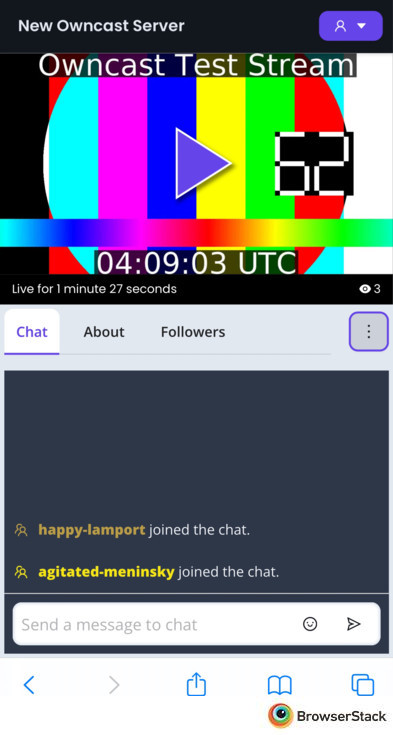 New Owncast Server
Owncast Test Stream
62
04:09:03 UTC
Live for 1 minute 27 seconds
3
Chat About Followers
happy-lamport joined the chat.
agitated-meninsky joined the chat.
Send a message to chat
BrowserStack